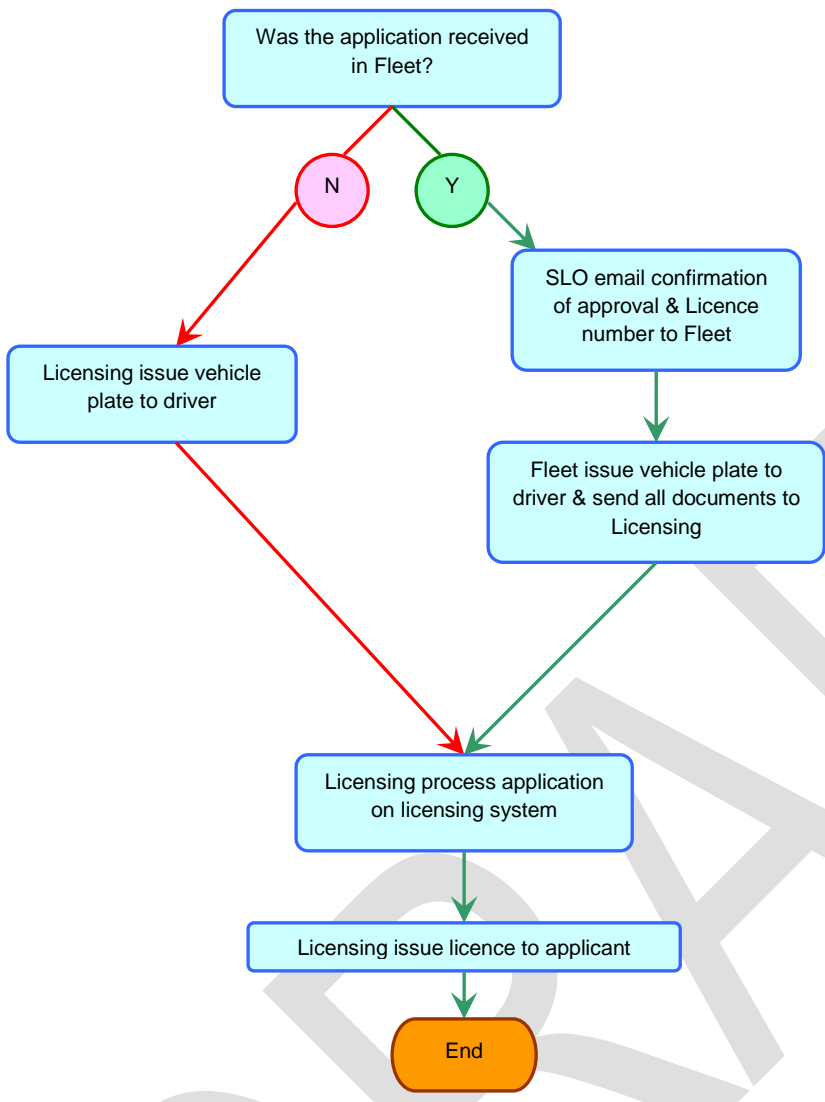 Was the application received
in Fleet?
N
Y
SLO email confirmation
of approval & Licence
number to Fleet
Licensing issue vehicle
plate to driver
Fleet issue vehicle plate to
driver & send all documents to
Licensing
Licensing process application
on licensing system
Licensing issue licence to applicant
End